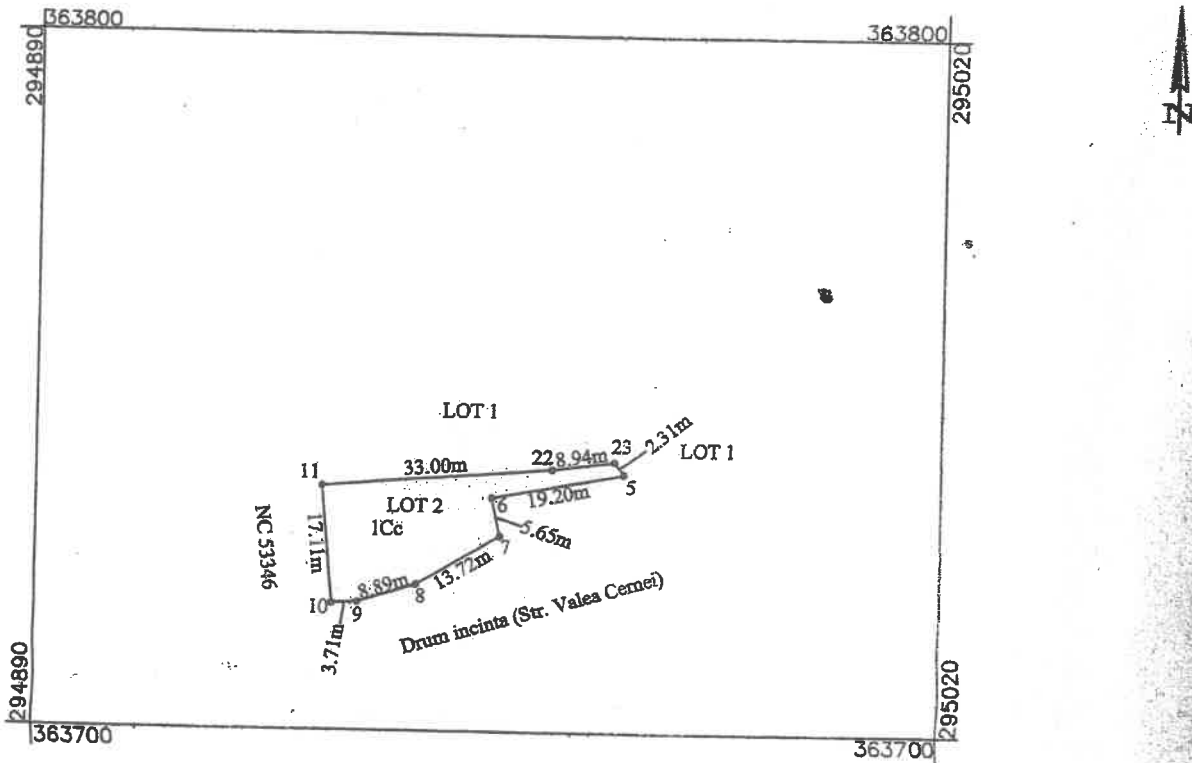 363800
363800
294890
295020
N
LOT 1
2.31m
LOT 1
11
33.00m
22
8.94m
23
5
LOT 2
6
19.20m
1Cc
17.11m
NC 53346
5.65m
7
13.72m
8.89m
8
10
9
3.71m
Drum incinta (Str. Valea Cernei)
294890
295020
363700
363700